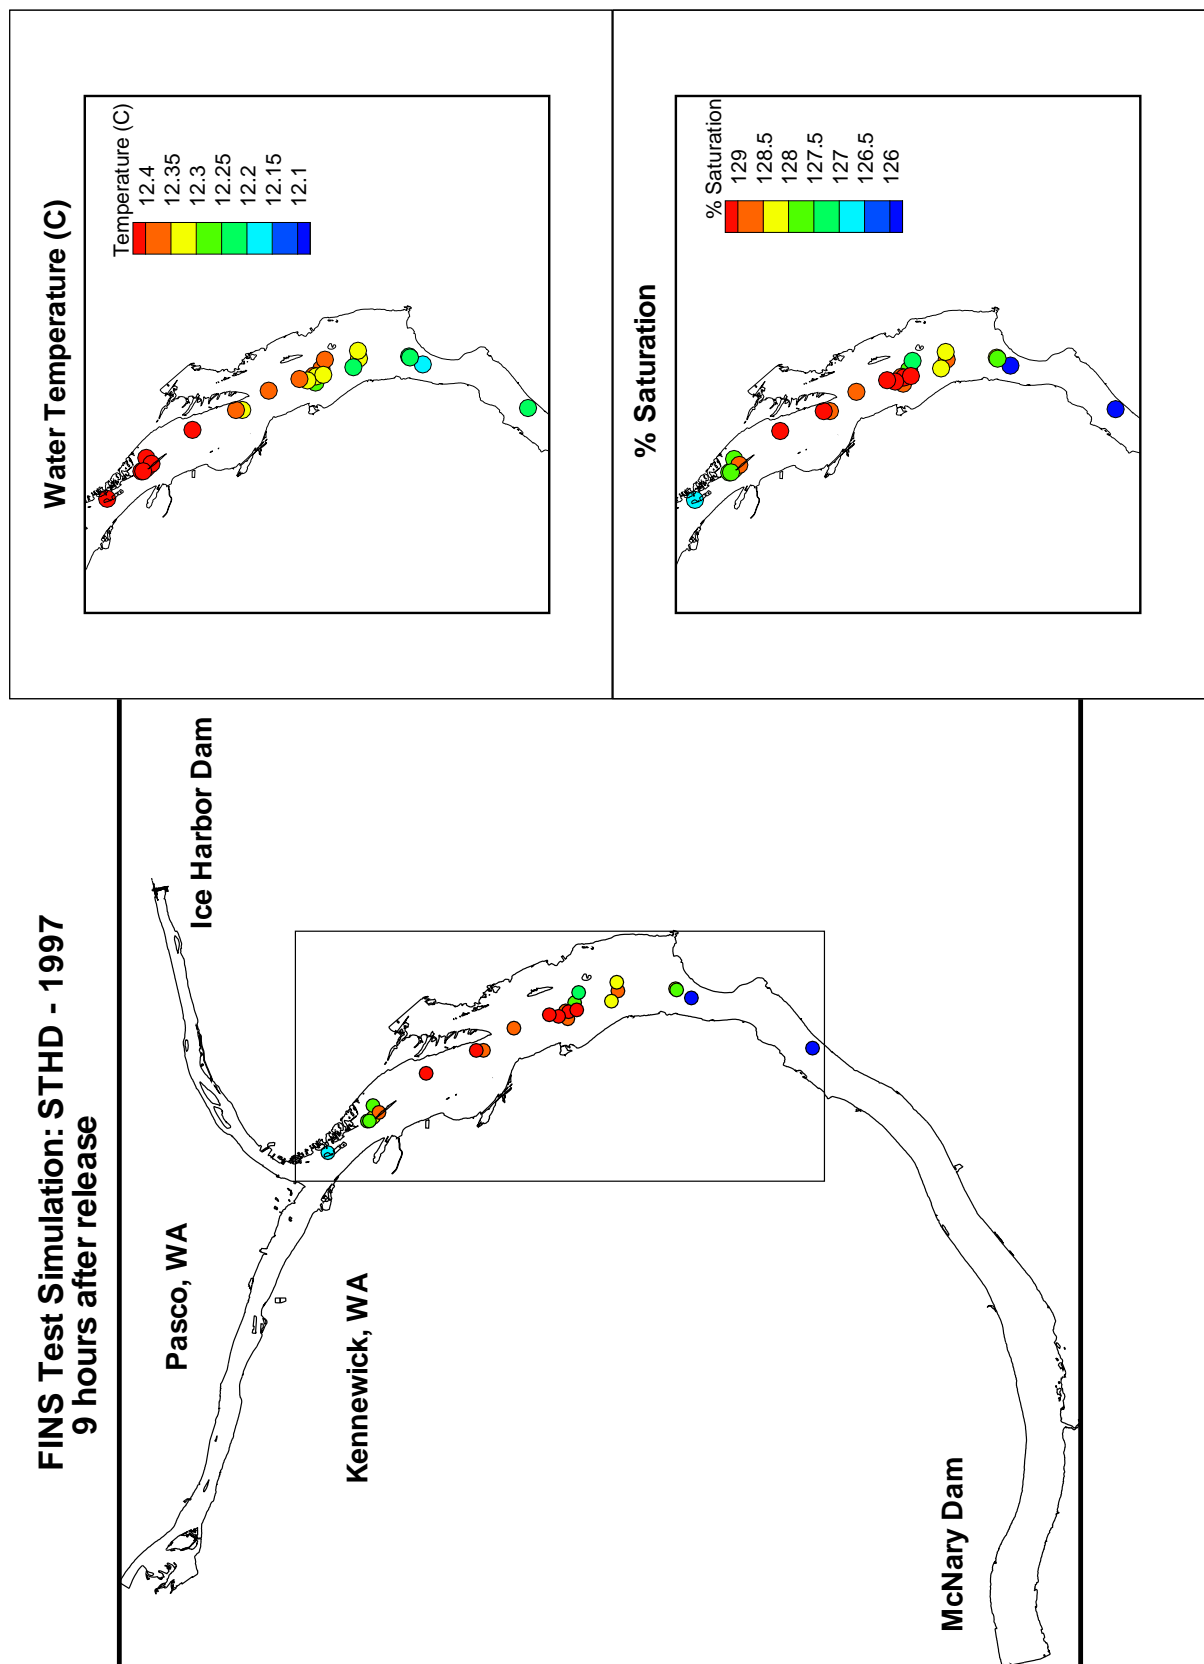 FINS Test Simulation: STHD - 1997
9 hours after release
Pasco, WA
Ice Harbor Dam
Kennewick, WA
McNary Dam
Water Temperature (C)
Temperature (C)
12.4
12.35
12.3
12.25
12.2
12.15
12.1
% Saturation
% Saturation
129
128.5
128
127.5
127
126.5
126